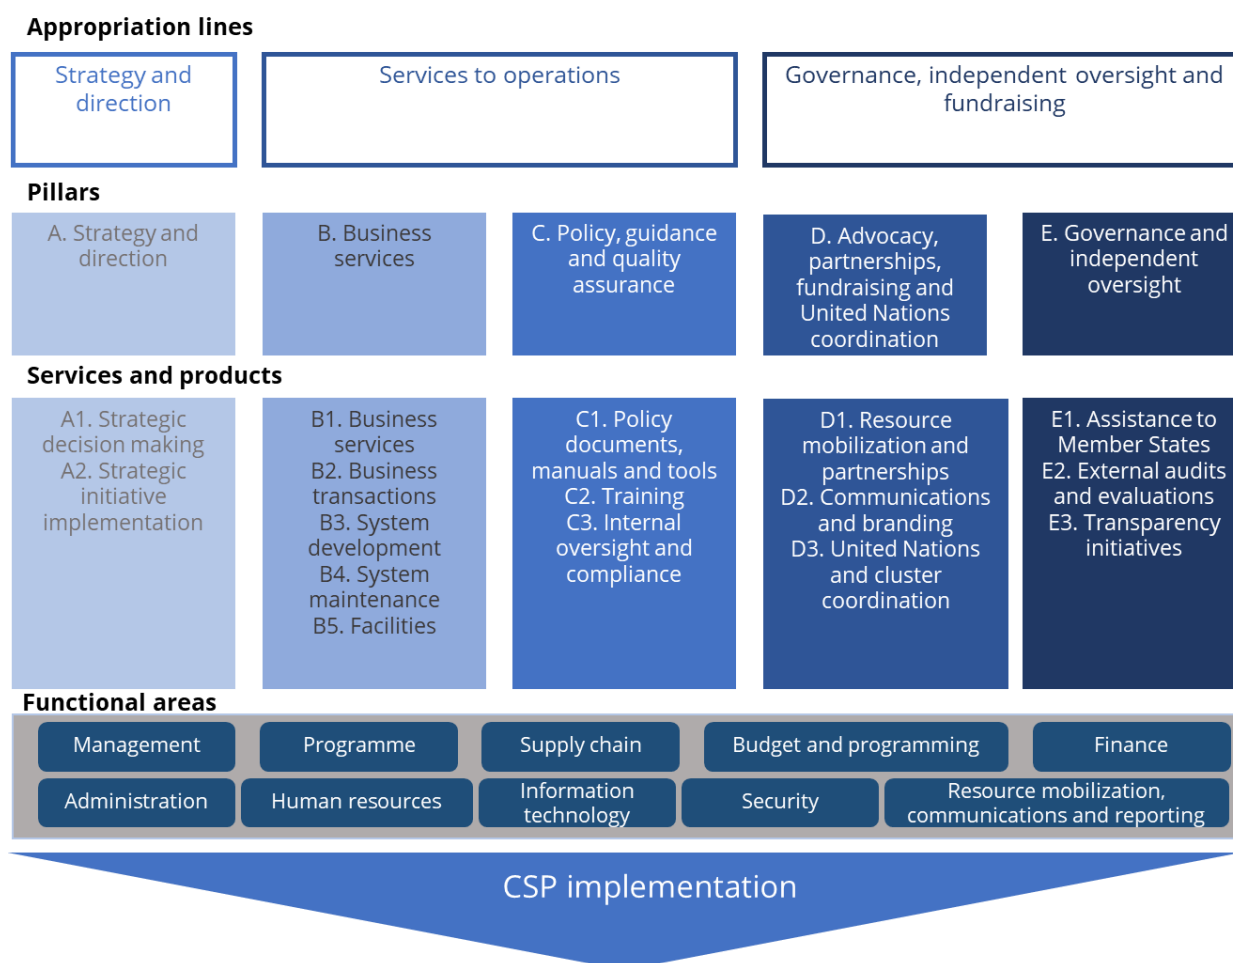 Appropriation lines
Strategy and
direction
Services to operations
Governance, independent oversight and
fundraising
Pillars
A. Strategy and
direction
B. Business
services
C. Policy, guidance
and quality
assurance
D. Advocacy,
partnerships,
fundraising and
United Nations
coordination
E. Governance and
independent
oversight
Services and products
A1. Strategic
decision making
A2. Strategic
initiative
implementation
B1. Business
services
B2. Business
transactions
B3. System
development
B4. System
maintenance
B5. Facilities
C1. Policy
documents,
manuals and tools
C2. Training
C3. Internal
oversight and
compliance
D1. Resource
mobilization and
partnerships
D2. Communications
and branding
D3. United Nations
and cluster
coordination
E1. Assistance to
Member States
E2. External audits
and evaluations
E3. Transparency
initiatives
Functional areas
Management
Programme
Supply chain
Budget and programming
Finance
Administration
Human resources
Information
technology
Security
Resource mobilization,
communications and reporting
CSP implementation